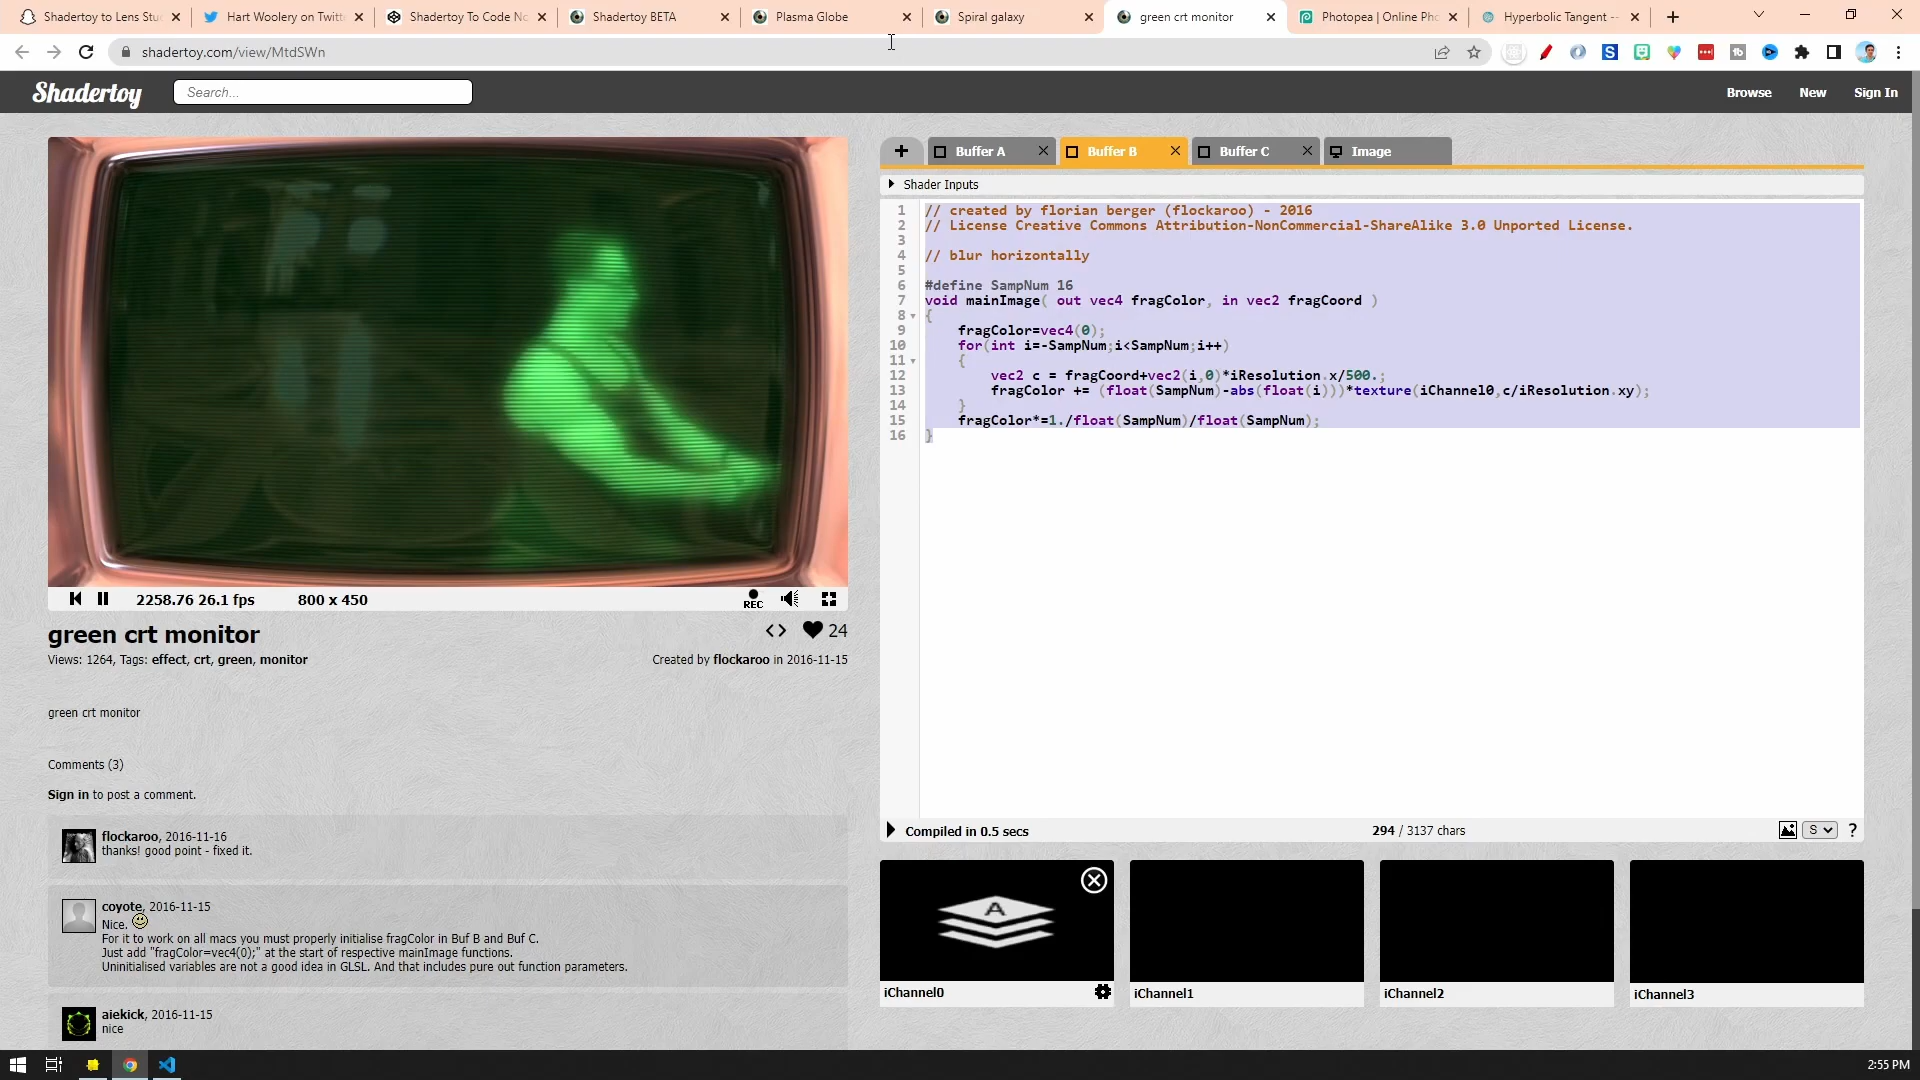 Shadertoy to Lens Stud
Hart Woolery on Twitte
Shadertoy To Code No
Shadertoy BETA
Plasma Globe
Spiral galaxy
green crt monitor
Photopea | Online Pho
Hyperbolic Tangent --
shadertoy.com/view/MtdSWn
Shadertoy
Search...
Browse
New
Sign In
Buffer A
Buffer B
Buffer C
Image
Shader Inputs
1 // created by florian berger (flockaroo) - 2016
2 // License Creative Commons Attribution-NonCommercial-ShareAlike 3.0 Unported License.
3
4 // blur horizontally
5
6 #define SampNum 16
7 void mainImage( out vec4 fragColor, in vec2 fragCoord )
8 {
9 fragColor=vec4(0);
10 for(int i=-SampNum;i<SampNum;i++)
11 {
12 vec2 c = fragCoord+vec2(i,0)*iResolution.x/500.;
13 fragColor += (float(SampNum)-abs(float(i)))*texture(iChannel0,c/iResolution.xy);
14 }
15 fragColor*=1./float(SampNum)/float(SampNum);
16 }
2258.76 26.1 fps
800 x 450
REC
green crt monitor
24
Views: 1264, Tags: effect, crt, green, monitor
Created by flockaroo in 2016-11-15
green crt monitor
Comments (3)
Sign in to post a comment.
flockaroo, 2016-11-16
thanks! good point - fixed it.
coyote, 2016-11-15
Nice.
For it to work on all macs you must properly initialise fragColor in Buf B and Buf C.
Just add "fragColor=vec4(0);" at the start of respective mainImage functions.
Uninitialised variables are not a good idea in GLSL. And that includes pure out function parameters.
aiekick, 2016-11-15
nice
Compiled in 0.5 secs
294 / 3137 chars
S
?
A
iChannel0
iChannel1
iChannel2
iChannel3
2:55 PM